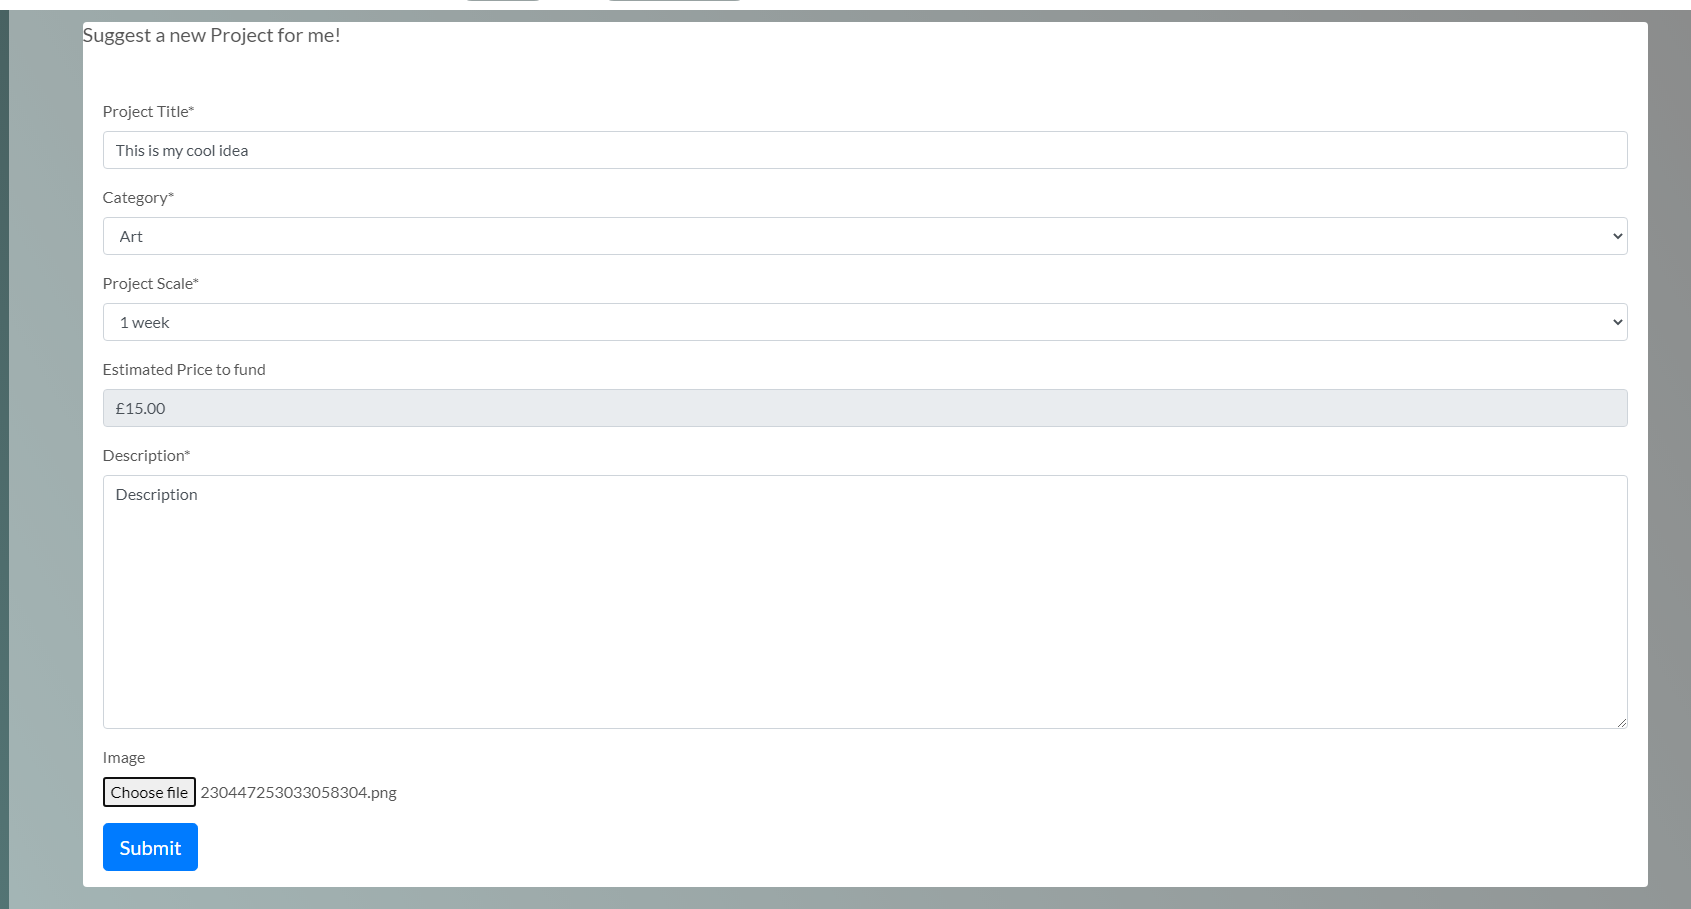 Suggest a new Project for me!
Project Title*
This is my cool idea
Category*
Art
Project Scale*
1 week
Estimated Price to fund
£15.00
Description*
Description
Image
Choose file 230447253033058304.png
Submit